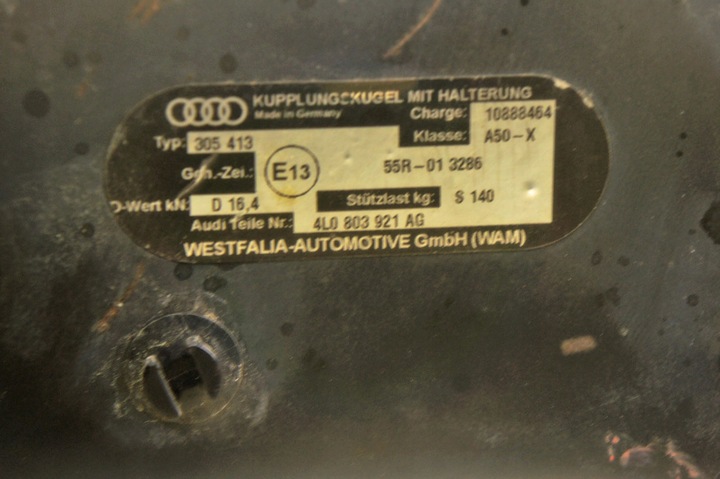 KUPPLUNGSKUGEL MIT HALTERUNG
Made in Germany
Charge: 10888464
Typ: 305 413 Klasse: A50-X
Ggh.-Zei.: E13 55R-01 3286
D-Wert kN: D 16,4 Stützlast kg: S 140
Audi Teile Nr.: 4L0 803 921 AG
WESTFALIA-AUTOMOTIVE GmbH (WAM)